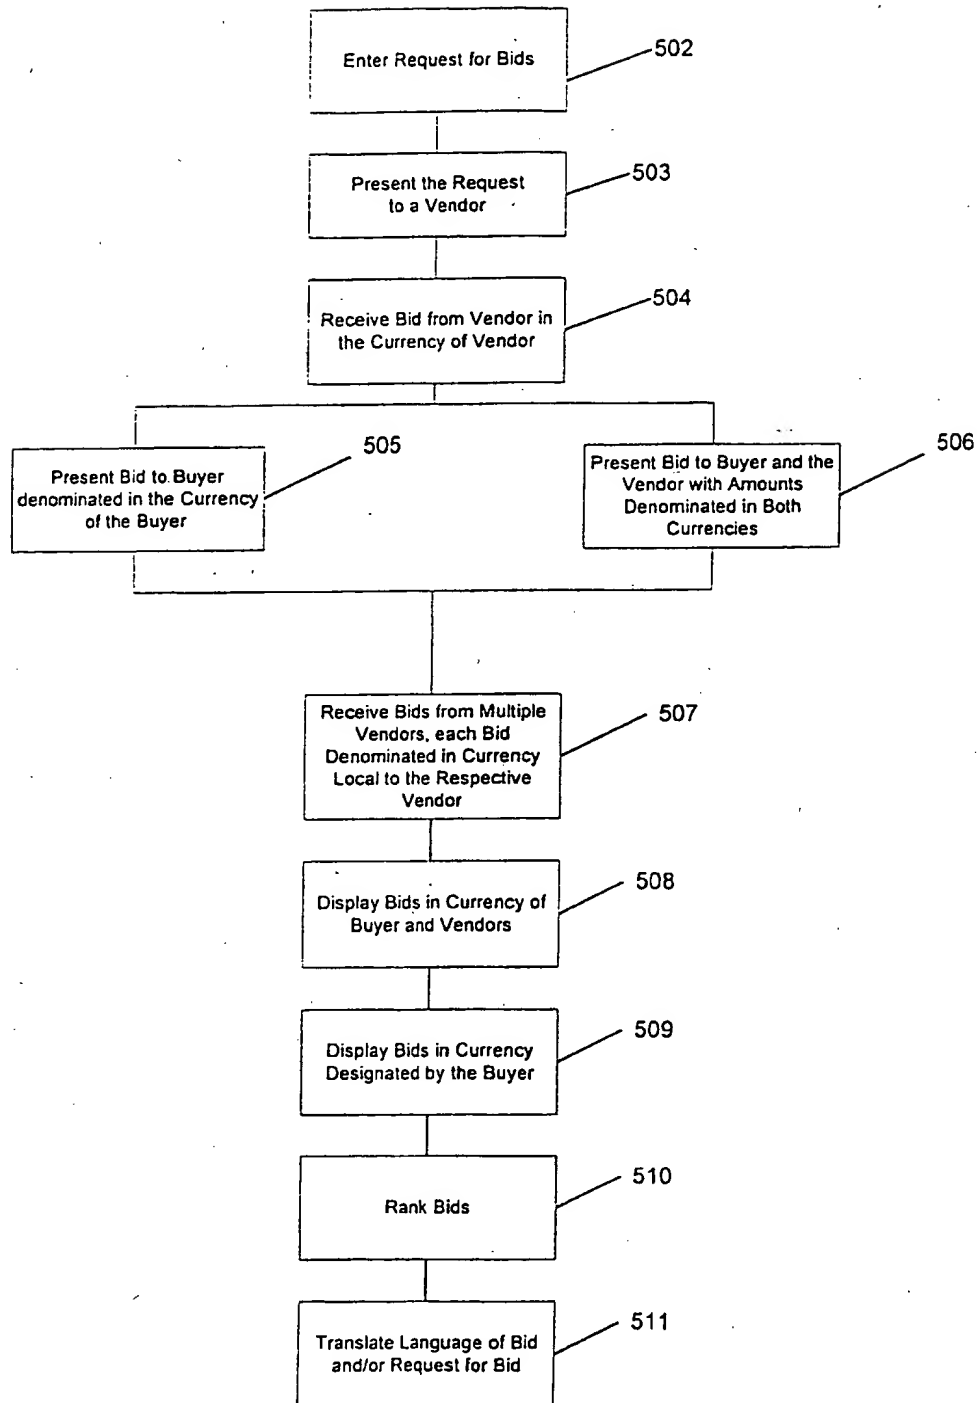 Enter Request for Bids
502
Present the Request
to a Vendor
503
Receive Bid from Vendor in
the Currency of Vendor
504
Present Bid to Buyer
denominated in the Currency
of the Buyer
505
Present Bid to Buyer and the
Vendor with Amounts
Denominated in Both
Currencies
506
Receive Bids from Multiple
Vendors, each Bid
Denominated in Currency
Local to the Respective
Vendor
507
Display Bids in Currency of
Buyer and Vendors
508
Display Bids in Currency
Designated by the Buyer
509
Rank Bids
510
Translate Language of Bid
and/or Request for Bid
511